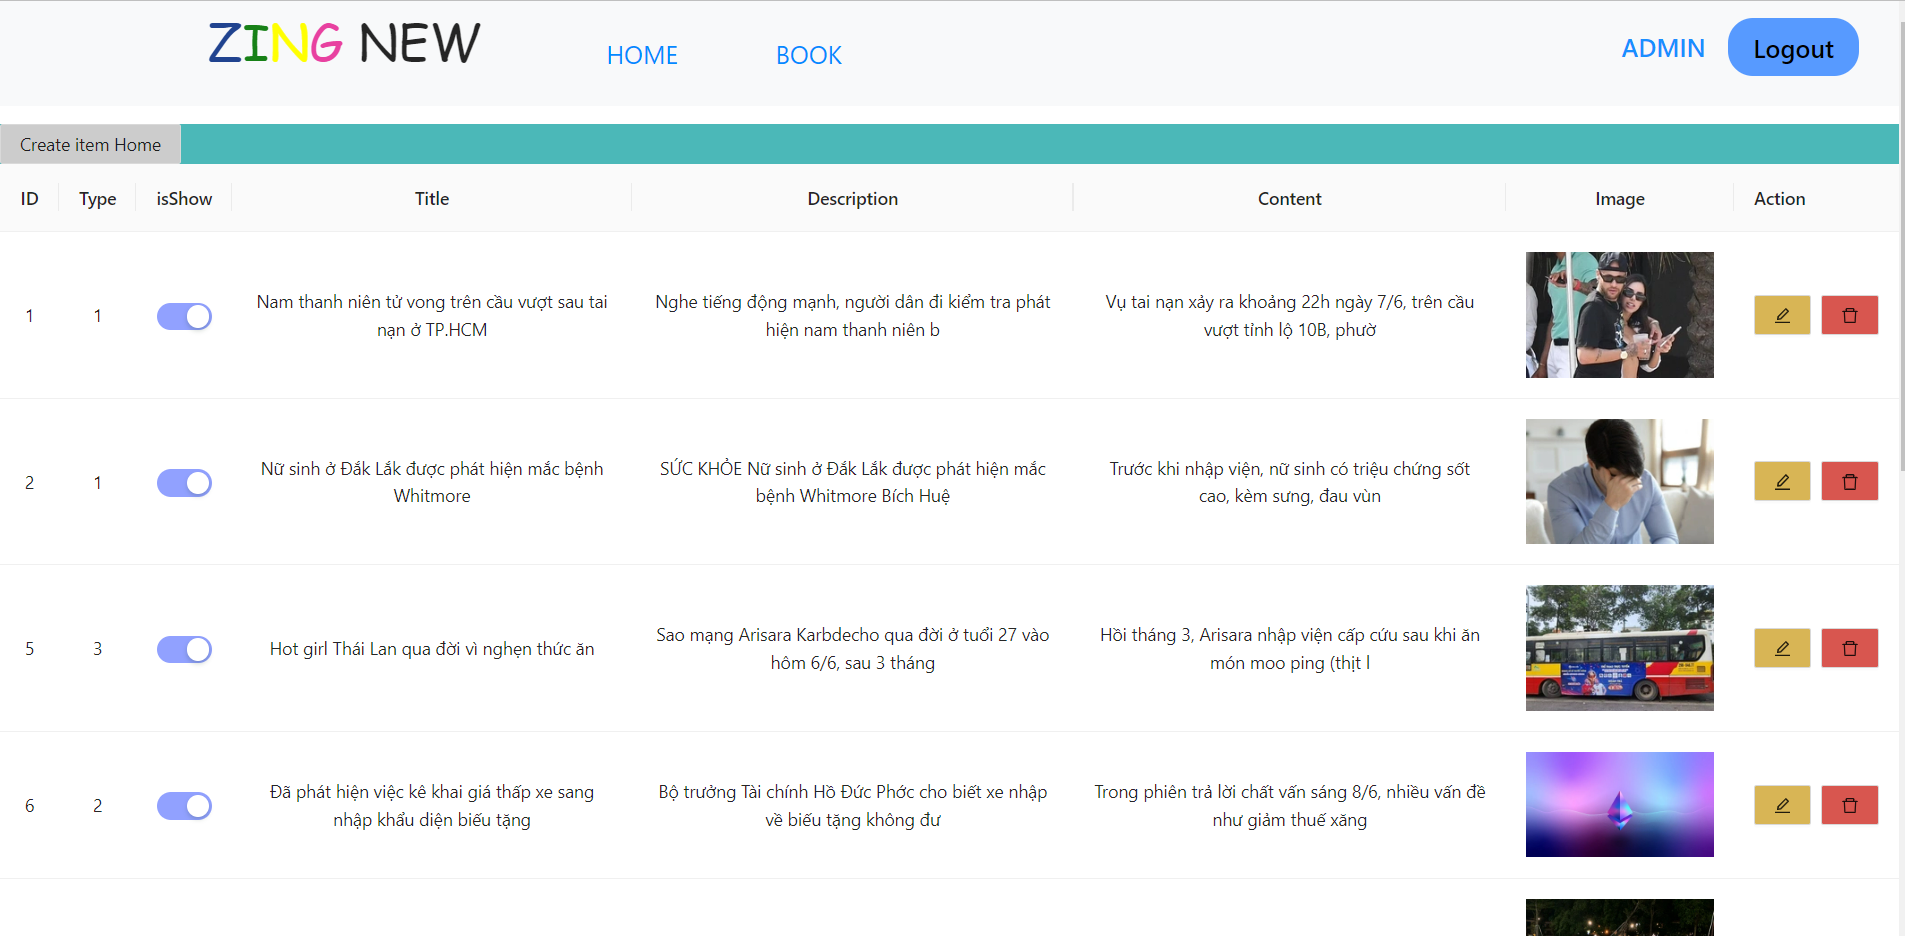 ZING NEW
HOME
BOOK
ADMIN
Logout
Create item Home
ID
Type
isShow
Title
Description
Content
Image
Action
1
1
Nam thanh niên tử vong trên cầu vượt sau tai
nạn ở TP.HCM
Nghe tiếng động mạnh, người dân đi kiểm tra phát
hiện nam thanh niên b
Vụ tai nạn xảy ra khoảng 22h ngày 7/6, trên cầu
vượt tỉnh lộ 10B, phườ
2
1
Nữ sinh ở Đắk Lắk được phát hiện mắc bệnh
Whitmore
SỨC KHỎE Nữ sinh ở Đắk Lắk được phát hiện mắc
bệnh Whitmore Bích Huệ
Trước khi nhập viện, nữ sinh có triệu chứng sốt
cao, kèm sưng, đau vùn
5
3
Hot girl Thái Lan qua đời vì nghẹn thức ăn
Sao mạng Arisara Karbdecho qua đời ở tuổi 27 vào
hôm 6/6, sau 3 tháng
Hồi tháng 3, Arisara nhập viện cấp cứu sau khi ăn
món moo ping (thịt l
6
2
Đã phát hiện việc kê khai giá thấp xe sang
nhập khẩu diện biếu tặng
Bộ trưởng Tài chính Hồ Đức Phớc cho biết xe nhập
về biếu tặng không đư
Trong phiên trả lời chất vấn sáng 8/6, nhiều vấn đề
như giảm thuế xăng